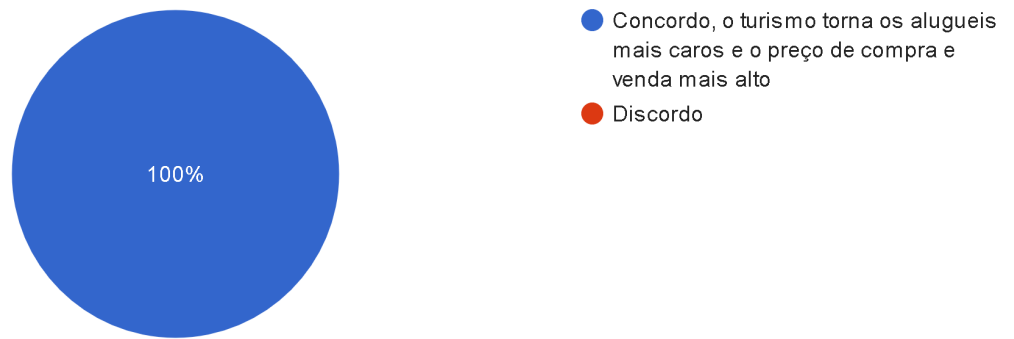 100%
Concordo, o turismo torna os alugueis
mais caros e o preço de compra e
venda mais alto
Discordo